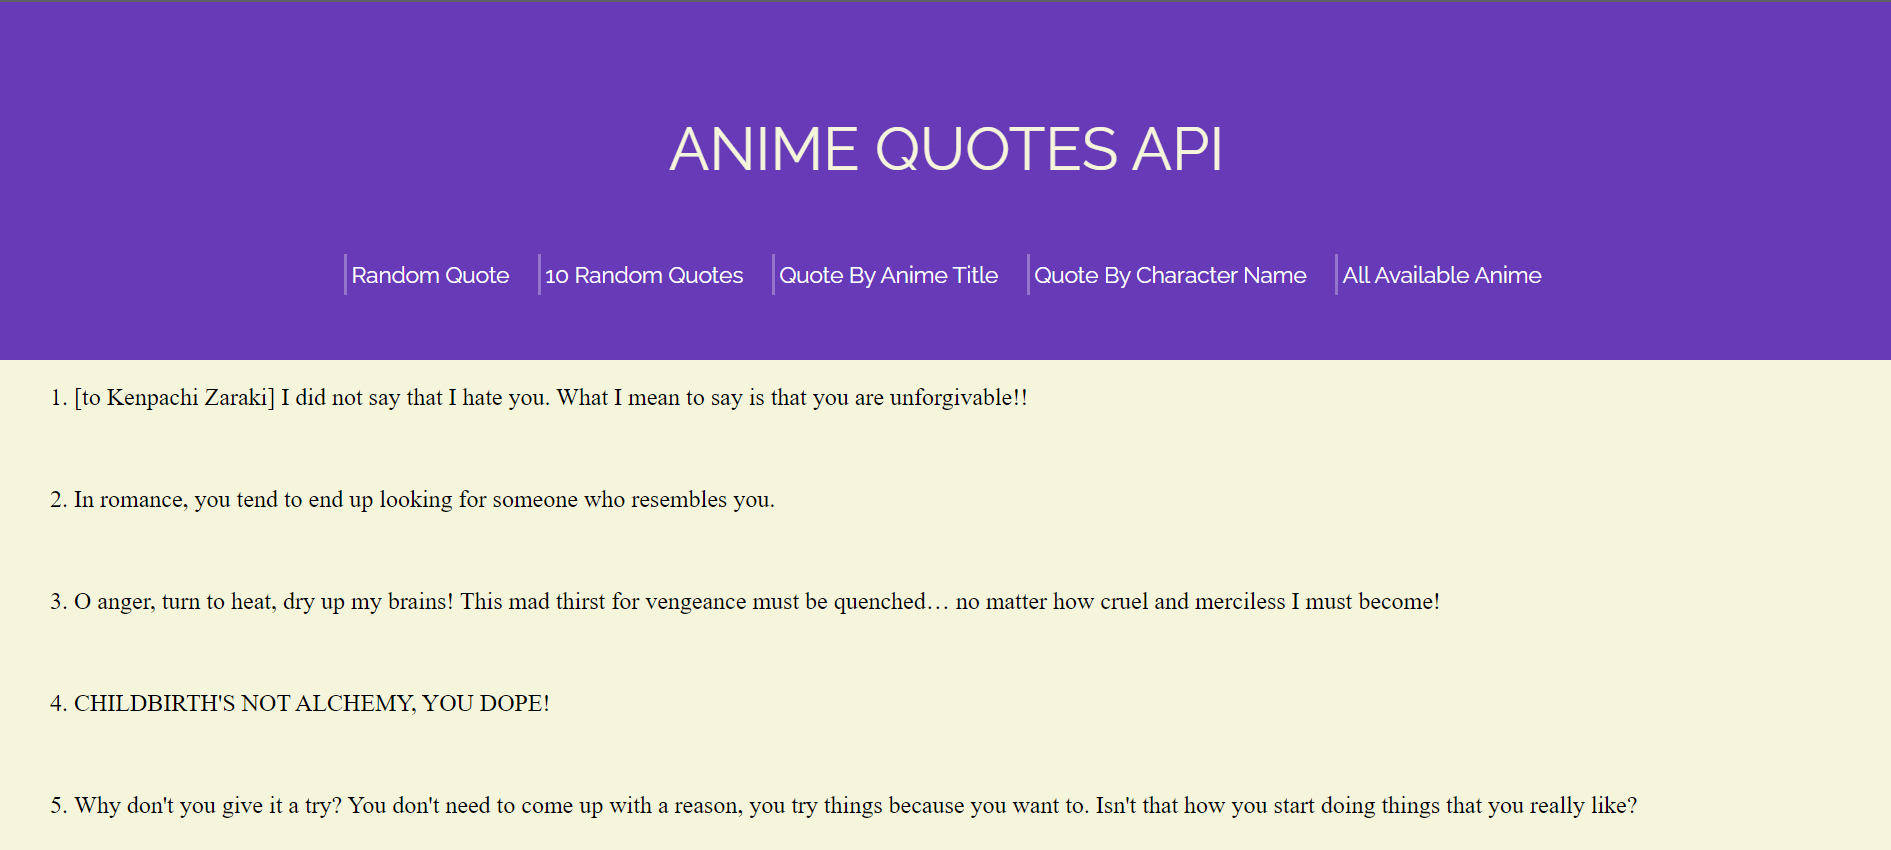 ANIME QUOTES API
Random Quote
10 Random Quotes
Quote By Anime Title
Quote By Character Name
All Available Anime
1. [to Kenpachi Zaraki] I did not say that I hate you. What I mean to say is that you are unforgivable!!
2. In romance, you tend to end up looking for someone who resembles you.
3. O anger, turn to heat, dry up my brains! This mad thirst for vengeance must be quenched… no matter how cruel and merciless I must become!
4. CHILDBIRTH'S NOT ALCHEMY, YOU DOPE!
5. Why don't you give it a try? You don't need to come up with a reason, you try things because you want to. Isn't that how you start doing things that you really like?